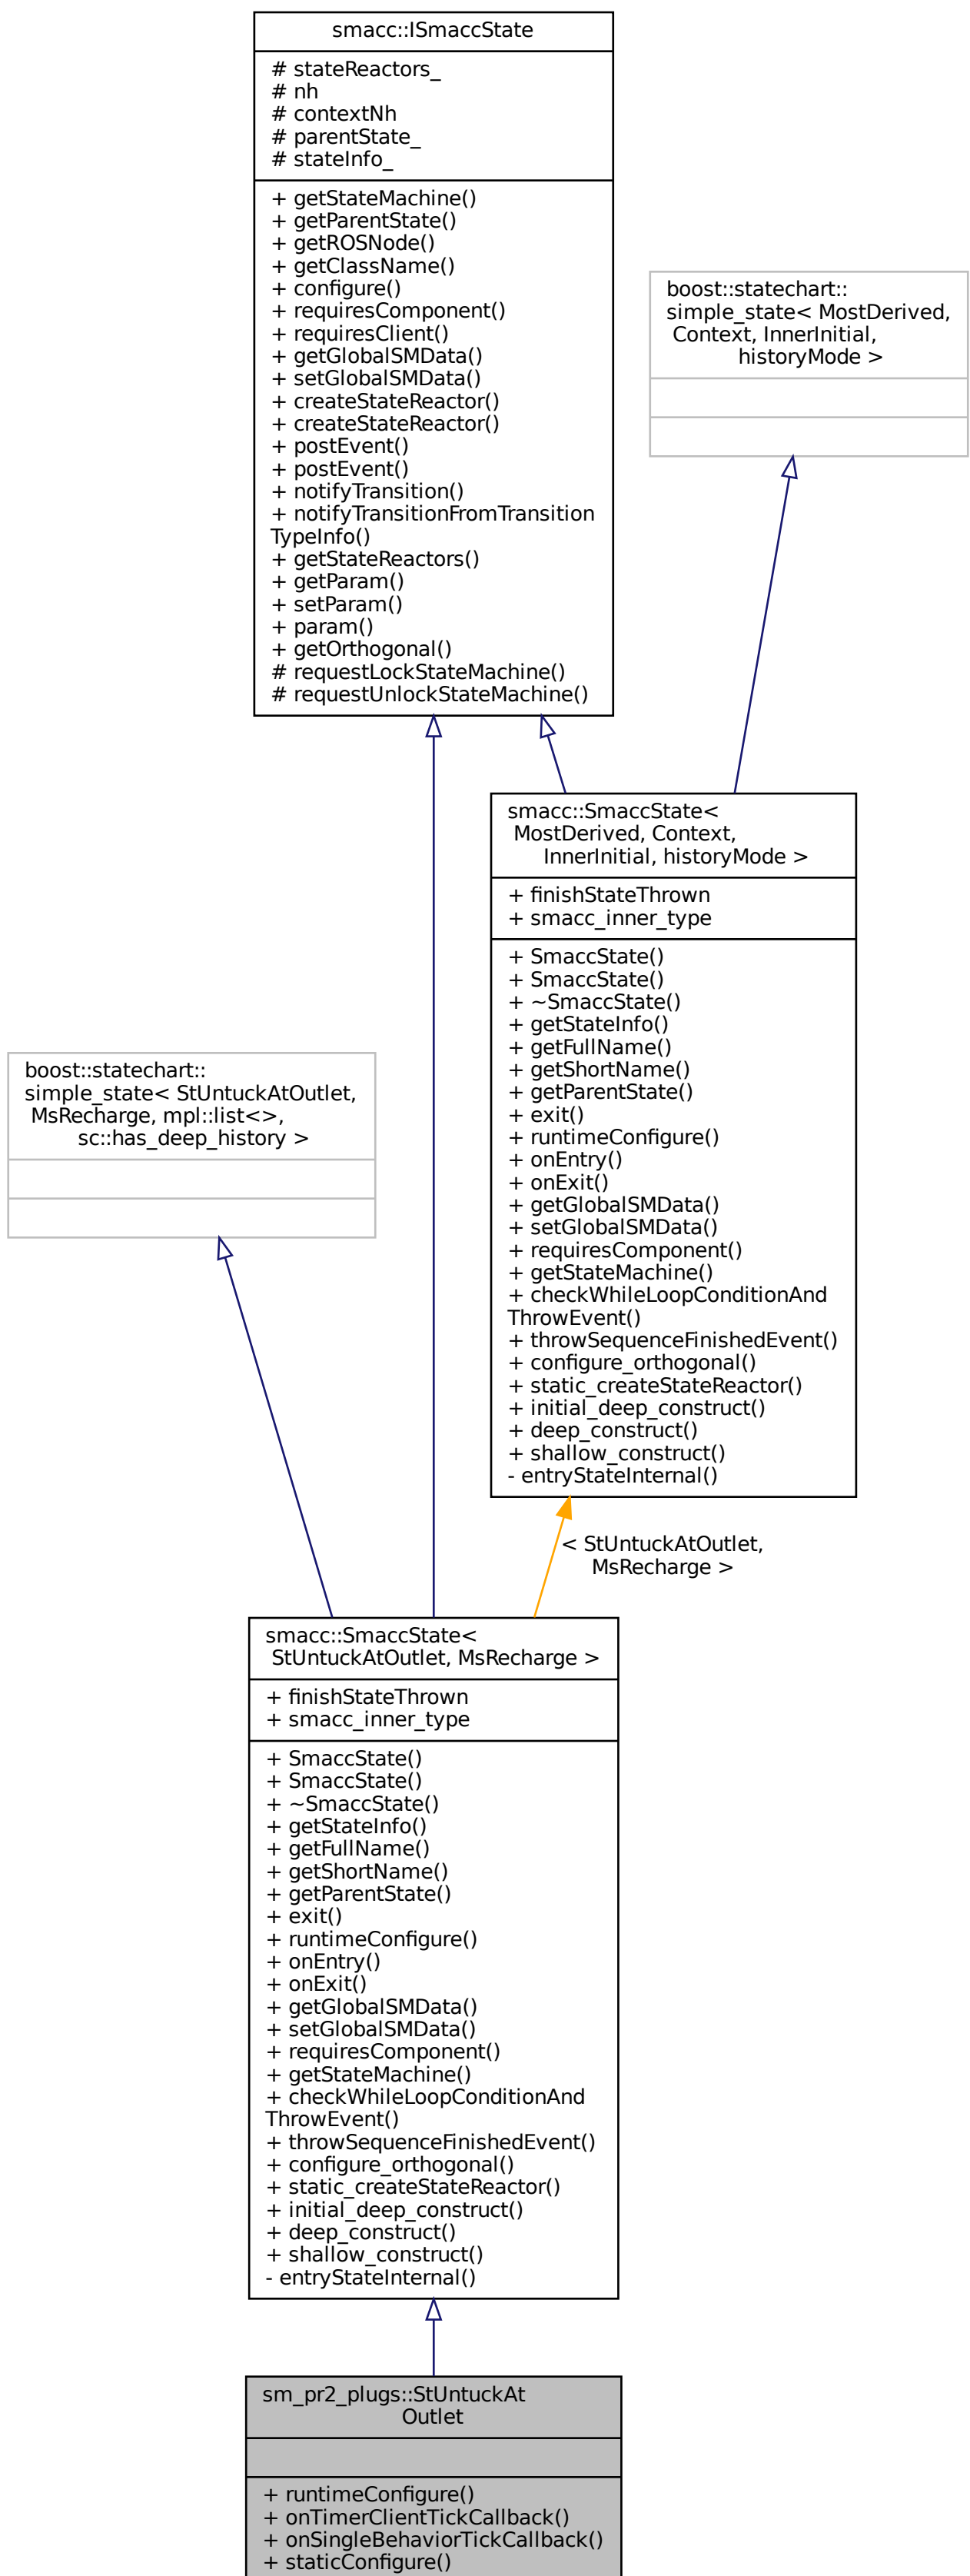 smacc::ISmaccState
# stateReactors_
# nh
# contextNh
# parentState_
# stateInfo_
+ getStateMachine()
+ getParentState()
+ getROSNode()
+ getClassName()
+ configure()
+ requiresComponent()
+ requiresClient()
+ getGlobalSMData()
+ setGlobalSMData()
+ createStateReactor()
+ createStateReactor()
+ postEvent()
+ postEvent()
+ notifyTransition()
+ notifyTransitionFromTransition
TypeInfo()
+ getStateReactors()
+ getParam()
+ setParam()
+ param()
+ getOrthogonal()
# requestLockStateMachine()
# requestUnlockStateMachine()
boost::statechart::
simple_state< MostDerived,
Context, InnerInitial,
historyMode >
smacc::SmaccState<
MostDerived, Context,
InnerInitial, historyMode >
+ finishStateThrown
+ smacc_inner_type
+ SmaccState()
+ SmaccState()
+ ~SmaccState()
+ getStateInfo()
+ getFullName()
+ getShortName()
+ getParentState()
+ exit()
+ runtimeConfigure()
+ onEntry()
+ onExit()
+ getGlobalSMData()
+ setGlobalSMData()
+ requiresComponent()
+ getStateMachine()
+ checkWhileLoopConditionAnd
ThrowEvent()
+ throwSequenceFinishedEvent()
+ configure_orthogonal()
+ static_createStateReactor()
+ initial_deep_construct()
+ deep_construct()
+ shallow_construct()
- entryStateInternal()
boost::statechart::
simple_state< StUntuckAtOutlet,
MsRecharge, mpl::list<>,
sc::has_deep_history >
< StUntuckAtOutlet,
MsRecharge >
smacc::SmaccState<
StUntuckAtOutlet, MsRecharge >
+ finishStateThrown
+ smacc_inner_type
+ SmaccState()
+ SmaccState()
+ ~SmaccState()
+ getStateInfo()
+ getFullName()
+ getShortName()
+ getParentState()
+ exit()
+ runtimeConfigure()
+ onEntry()
+ onExit()
+ getGlobalSMData()
+ setGlobalSMData()
+ requiresComponent()
+ getStateMachine()
+ checkWhileLoopConditionAnd
ThrowEvent()
+ throwSequenceFinishedEvent()
+ configure_orthogonal()
+ static_createStateReactor()
+ initial_deep_construct()
+ deep_construct()
+ shallow_construct()
- entryStateInternal()
sm_pr2_plugs::StUntuckAt
Outlet
+ runtimeConfigure()
+ onTimerClientTickCallback()
+ onSingleBehaviorTickCallback()
+ staticConfigure()